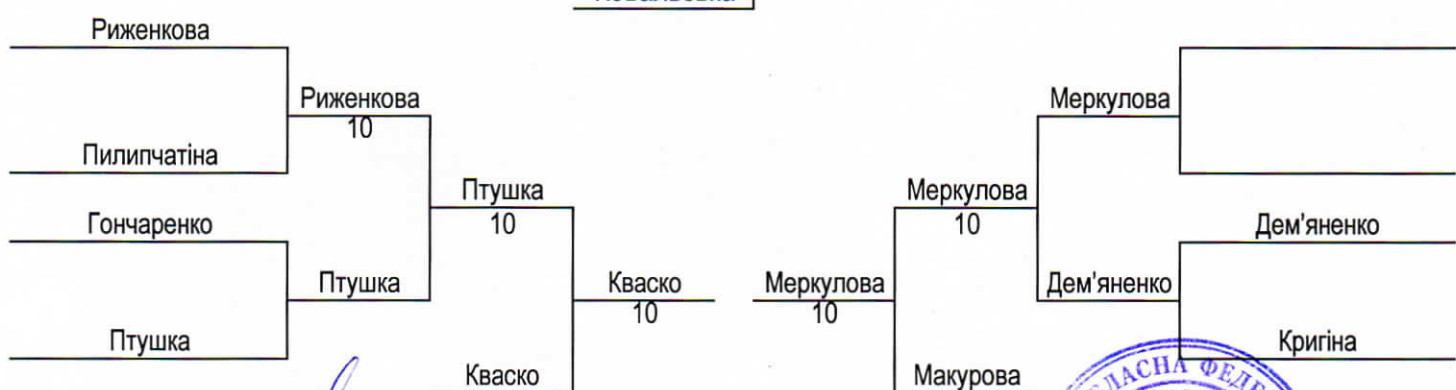 Риженкова
Риженкова
10
Меркулова
Пилипчатіна
Птушка
10
Меркулова
10
Гончаренко
Дем'яненко
Птушка
Кваско
10
Меркулова
10
Дем'яненко
Птушка
Кригіна
Кваско
Макурова